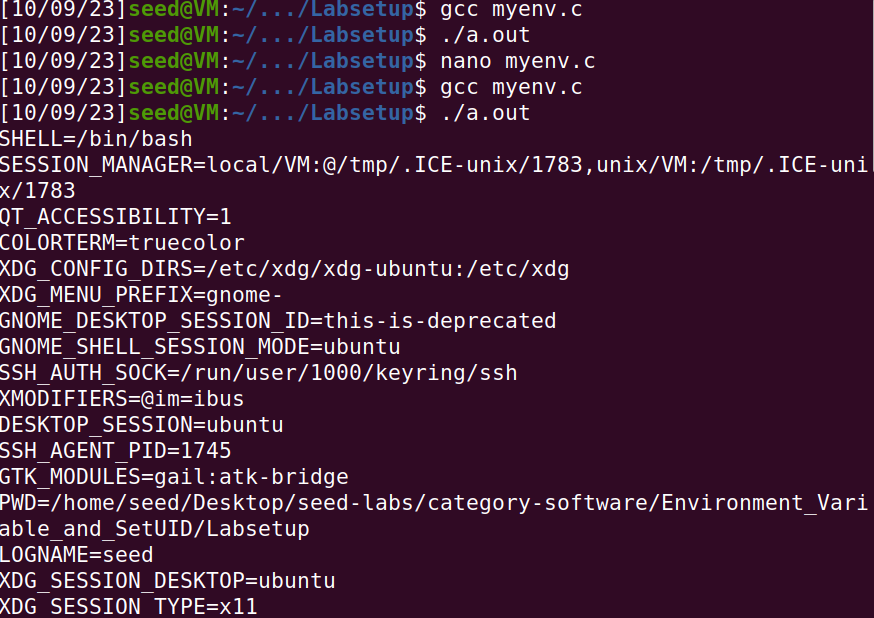 [10/09/23]seed@VM:~/.../Labsetup$ gcc myenv.c
[10/09/23]seed@VM:~/.../Labsetup$ ./a.out
[10/09/23]seed@VM:~/.../Labsetup$ nano myenv.c
[10/09/23]seed@VM:~/.../Labsetup$ gcc myenv.c
[10/09/23]seed@VM:~/.../Labsetup$ ./a.out
SHELL=/bin/bash
SESSION_MANAGER=local/VM:@/tmp/.ICE-unix/1783,unix/VM:/tmp/.ICE-uni
x/1783
QT_ACCESSIBILITY=1
COLORTERM=truecolor
XDG_CONFIG_DIRS=/etc/xdg/xdg-ubuntu:/etc/xdg
XDG_MENU_PREFIX=gnome-
GNOME_DESKTOP_SESSION_ID=this-is-deprecated
GNOME_SHELL_SESSION_MODE=ubuntu
SSH_AUTH_SOCK=/run/user/1000/keyring/ssh
XMODIFIERS=@im=ibus
DESKTOP_SESSION=ubuntu
SSH_AGENT_PID=1745
GTK_MODULES=gail:atk-bridge
PWD=/home/seed/Desktop/seed-labs/category-software/Environment_Vari
able_and_SetUID/Labsetup
LOGNAME=seed
XDG_SESSION_DESKTOP=ubuntu
XDG_SESSION_TYPE=x11